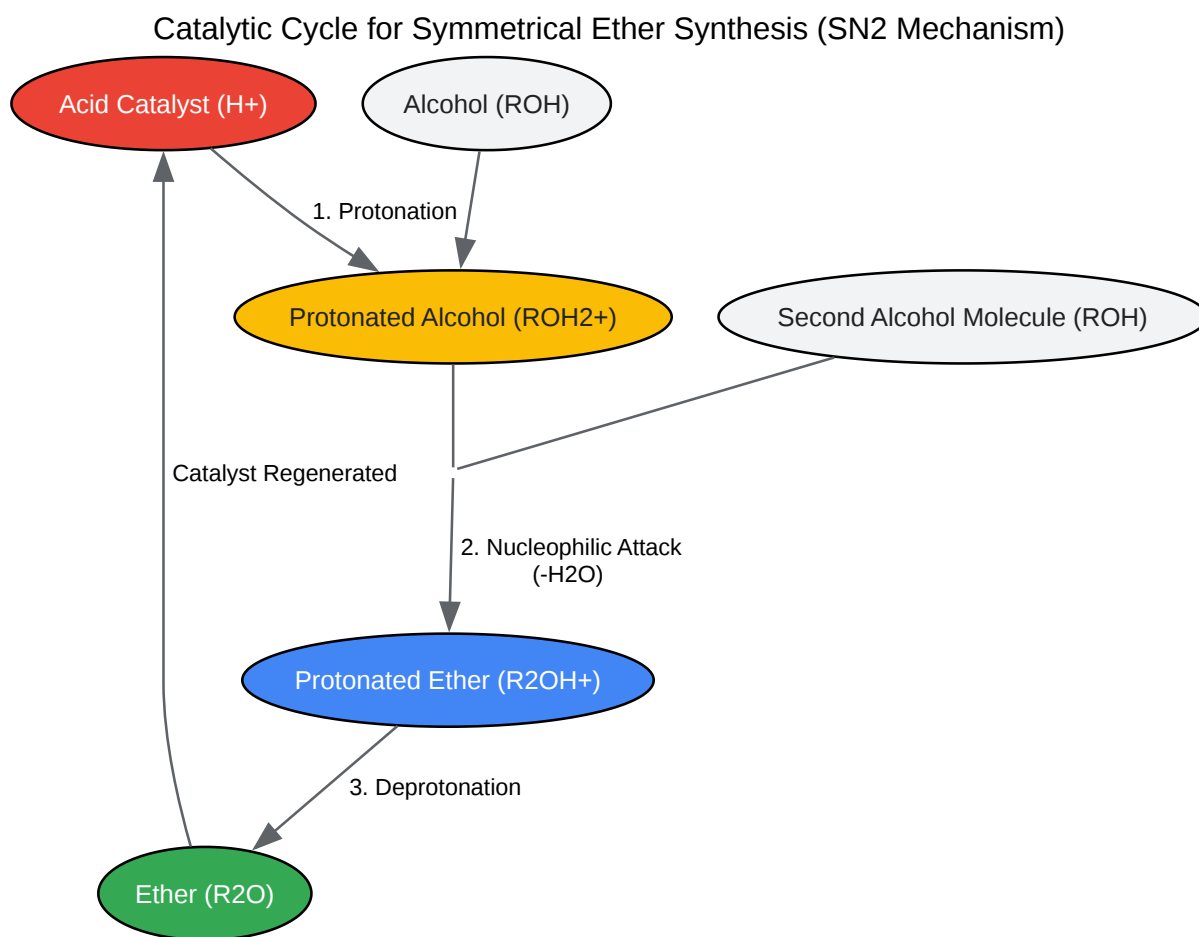 Catalytic Cycle for Symmetrical Ether Synthesis (SN2 Mechanism)
Acid Catalyst (H+)
Alcohol (ROH)
1. Protonation
Protonated Alcohol (ROH2+)
Second Alcohol Molecule (ROH)
Catalyst Regenerated
2. Nucleophilic Attack
(-H2O)
Protonated Ether (R2OH+)
3. Deprotonation
Ether (R2O)